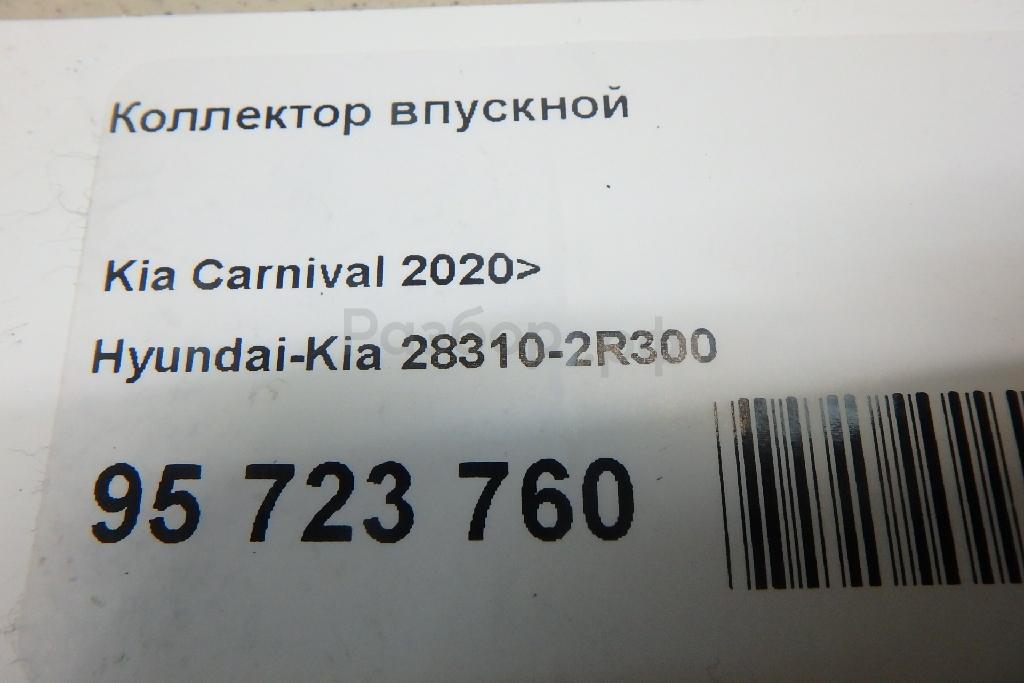 Коллектор впускной
Kia Carnival 2020>
Hyundai-Kia 28310-2R300
95 723 760